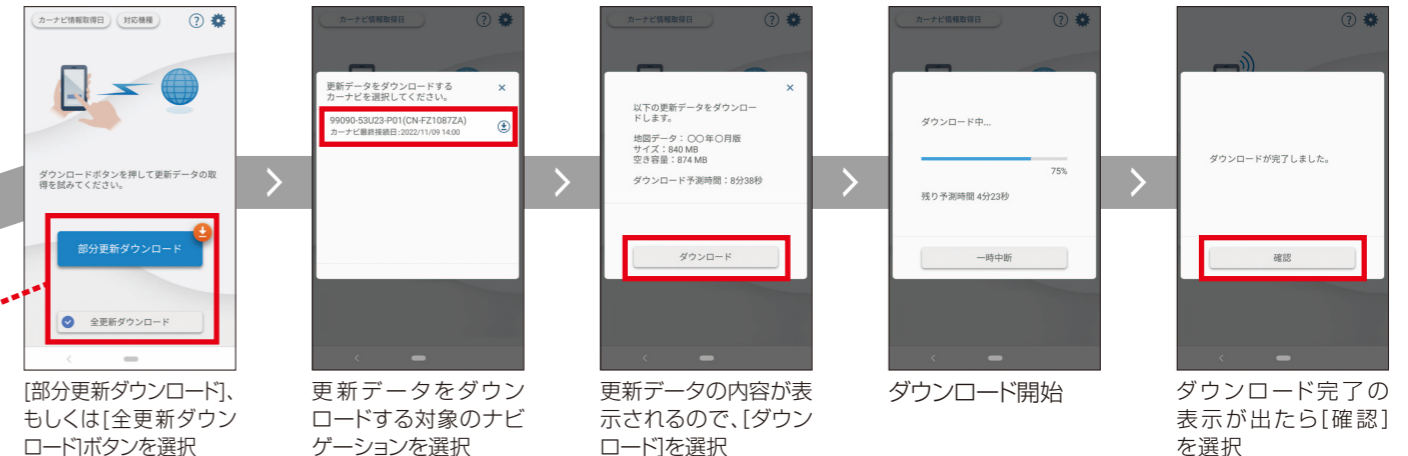 カーナビ情報取得日
対応機種
?
ダウンロードボタンを押して更新データの取
得を試みてください。
部分更新ダウンロード
全更新ダウンロード
[部分更新ダウンロード]、
もしくは[全更新ダウン
ロード]ボタンを選択
カーナビ情報取得日
?
更新データをダウンロードする
カーナビを選択してください。
×
99090-53U23-P01(CN-FZ1087ZA)
カーナビ最終接続日:2022/11/09 14:00
更新データをダウン
ロードする対象のナビ
ゲーションを選択
カーナビ情報取得日
?
×
以下の更新データをダウンロー
ドします。
地図データ：〇〇年〇月版
サイズ：840 MB
空き容量：874 MB
ダウンロード予測時間：8分38秒
ダウンロード
更新データの内容が表
示されるので、[ダウン
ロード]を選択
カーナビ情報取得日
?
ダウンロード中...
75%
残り予測時間 4分23秒
一時中断
ダウンロード開始
?
ダウンロードが完了しました。
確認
ダウンロード完了の
表示が出たら[確認]
を選択